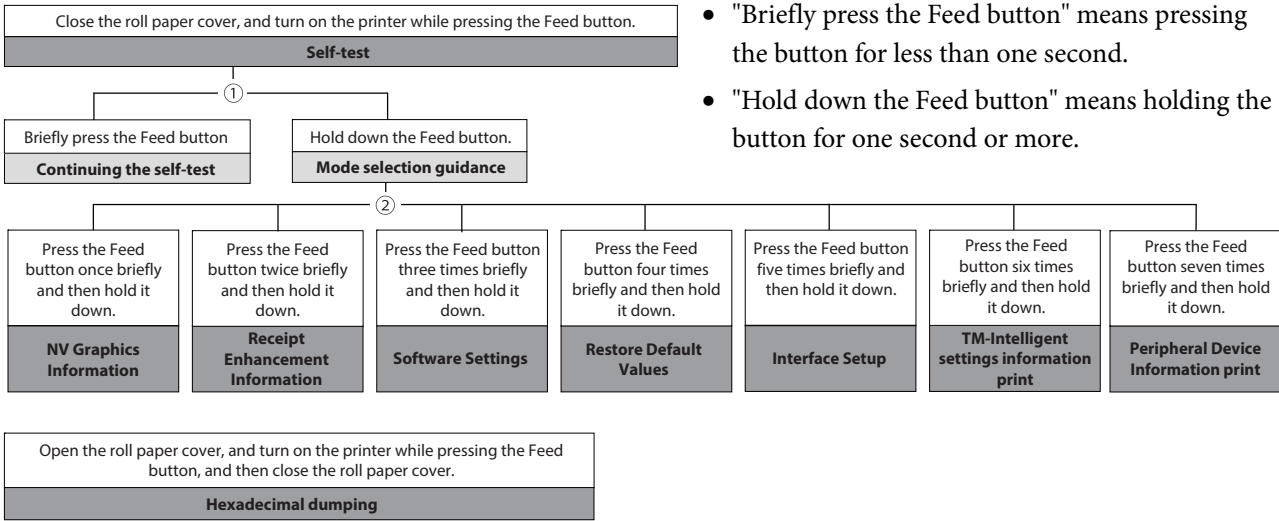 Close the roll paper cover, and turn on the printer while pressing the Feed button.
Self-test
• "Briefly press the Feed button" means pressing
the button for less than one second.
• "Hold down the Feed button" means holding the
button for one second or more.
①
Briefly press the Feed button
Continuing the self-test
Hold down the Feed button.
Mode selection guidance
②
Press the Feed
button once briefly
and then hold it
down.
NV Graphics
Information
Press the Feed
button twice briefly
and then hold it
down.
Receipt
Enhancement
Information
Press the Feed button
three times briefly
and then hold it
down.
Software Settings
Press the Feed
button four times
briefly and then hold
it down.
Restore Default
Values
Press the Feed button
five times briefly and
then hold it down.
Interface Setup
Press the Feed
button six times
briefly and then hold
it down.
TM-Intelligent
settings information
print
Press the Feed
button seven times
briefly and then hold
it down.
Peripheral Device
Information print
Open the roll paper cover, and turn on the printer while pressing the Feed
button, and then close the roll paper cover.
Hexadecimal dumping